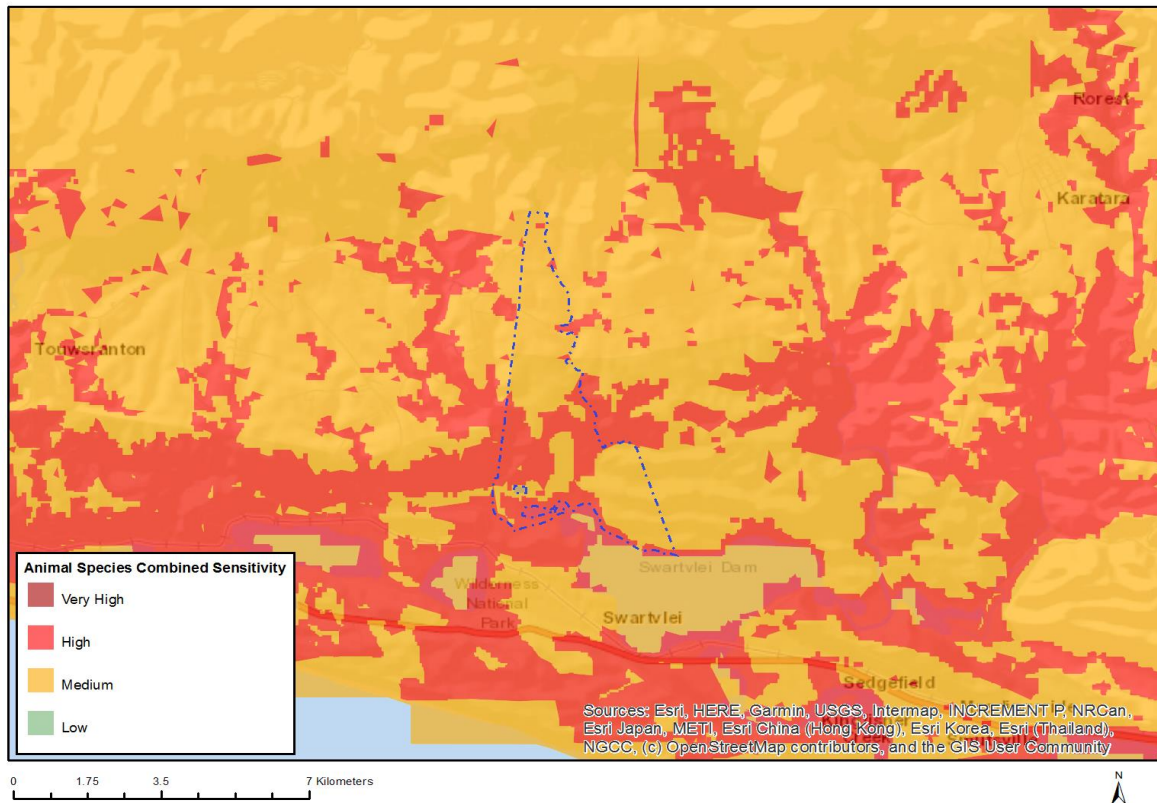 Rorest
Karatara
Touwsranton
Animal Species Combined Sensitivity
Very High
High
Medium
Low
Swartvlei Dam
Wilderness
National
Park
Swartvlei
Sedgefield
Sources: Esri, HERE, Garmin, USGS, Intermap, INCREMENT P, NRCan,
Esri Japan, METI, Esri China (Hong Kong), Esri Korea, Esri (Thailand),
NGCC, (c) OpenStreetMap contributors, and the GIS User Community
0 1.75 3.5 7 Kilometers
N